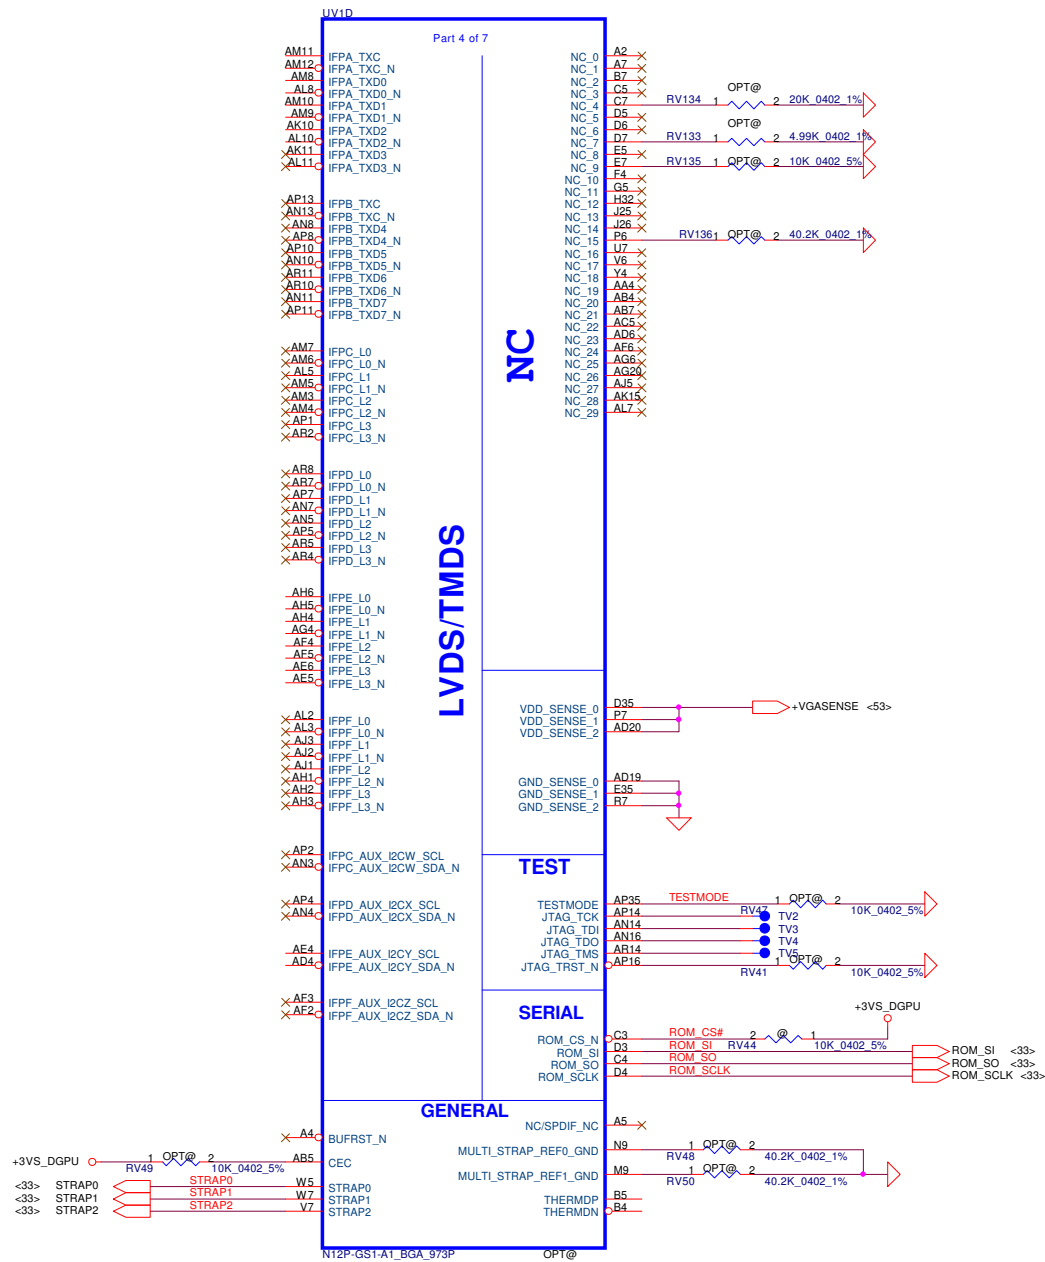 UV1D
Part 4 of 7
AM11 IFPA_TXC
AM12 IFPA_TXC_N
AM8 IFPA_TXD0
AL8 IFPA_TXD0_N
AM10 IFPA_TXD1
AM9 IFPA_TXD1_N
AK10 IFPA_TXD2
AL10 IFPA_TXD2_N
AK11 IFPA_TXD3
AL11 IFPA_TXD3_N
AP13 IFPB_TXC
AN13 IFPB_TXC_N
AN8 IFPB_TXD4
AP8 IFPB_TXD4_N
AP10 IFPB_TXD5
AN10 IFPB_TXD5_N
AR11 IFPB_TXD6
AR10 IFPB_TXD6_N
AN11 IFPB_TXD7
AP11 IFPB_TXD7_N
AM7 IFPC_L0
AM6 IFPC_L0_N
AL5 IFPC_L1
AM5 IFPC_L1_N
AM3 IFPC_L2
AM4 IFPC_L2_N
AP1 IFPC_L3
AR2 IFPC_L3_N
AR8 IFPD_L0
AR7 IFPD_L0_N
AP7 IFPD_L1
AN7 IFPD_L1_N
AN5 IFPD_L2
AP5 IFPD_L2_N
AR5 IFPD_L3
AR4 IFPD_L3_N
AH6 IFPE_L0
AH5 IFPE_L0_N
AH4 IFPE_L1
AG4 IFPE_L1_N
AF4 IFPE_L2
AF5 IFPE_L2_N
AE6 IFPE_L3
AE5 IFPE_L3_N
AL2 IFPF_L0
AL3 IFPF_L0_N
AJ3 IFPF_L1
AJ2 IFPF_L1_N
AJ1 IFPF_L2
AH1 IFPF_L2_N
AH2 IFPF_L3
AH3 IFPF_L3_N
AP2 IFPC_AUX_I2CW_SCL
AN3 IFPC_AUX_I2CW_SDA_N
AP4 IFPD_AUX_I2CX_SCL
AN4 IFPD_AUX_I2CX_SDA_N
AE4 IFPE_AUX_I2CY_SCL
AD4 IFPE_AUX_I2CY_SDA_N
AF3 IFPF_AUX_I2CZ_SCL
AF2 IFPF_AUX_I2CZ_SDA_N
LVDS/TMDS
NC
NC_0 A2
NC_1 A7
NC_2 B7
NC_3 C5
NC_4 C7 RV134 1 OPT@ 2 20K_0402_1%
NC_5 D5
NC_6 D6
NC_7 D7 RV133 1 OPT@ 2 4.99K_0402_1%
NC_8 E5
NC_9 E7 RV135 1 OPT@ 2 10K_0402_5%
NC_10 F4
NC_11 G5
NC_12 H32
NC_13 J25
NC_14 J26
NC_15 P6 RV136 1 OPT@ 2 40.2K_0402_1%
NC_16 U7
NC_17 V6
NC_18 Y4
NC_19 AA4
NC_20 AB4
NC_21 AB7
NC_22 AC5
NC_23 AD6
NC_24 AF6
NC_25 AG6
NC_26 AG20
NC_27 AJ5
NC_28 AK15
NC_29 AL7
VDD_SENSE_0 D35 +VGASENSE <53>
VDD_SENSE_1 P7
VDD_SENSE_2 AD20
GND_SENSE_0 AD19
GND_SENSE_1 E35
GND_SENSE_2 R7
TEST
TESTMODE AP35 TESTMODE RV47 1 OPT@ 2 10K_0402_5%
JTAG_TCK AP14 TV2
JTAG_TDI AN14 TV3
JTAG_TDO AN16 TV4
JTAG_TMS AR14 TV5
JTAG_TRST_N AP16 RV41 1 OPT@ 2 10K_0402_5%
SERIAL
+3VS_DGPU
ROM_CS_N C3 ROM_CS# RV44 2 @ 1 10K_0402_5%
ROM_SI D3 ROM_SI ROM_SI <33>
ROM_SO C4 ROM_SO ROM_SO <33>
ROM_SCLK D4 ROM_SCLK ROM_SCLK <33>
GENERAL
A4 BUFRST_N
+3VS_DGPU RV49 1 OPT@ 2 10K_0402_5% AB5 CEC
<33> STRAP0 STRAP0 W5 STRAP0
<33> STRAP1 STRAP1 W7 STRAP1
<33> STRAP2 STRAP2 V7 STRAP2
NC/SPDIF_NC A5
MULTI_STRAP_REF0_GND N9 RV48 1 OPT@ 2 40.2K_0402_1%
MULTI_STRAP_REF1_GND M9 RV50 1 OPT@ 2 40.2K_0402_1%
THERMDP B5
THERMDN B4
N12P-GS1-A1_BGA_973P OPT@